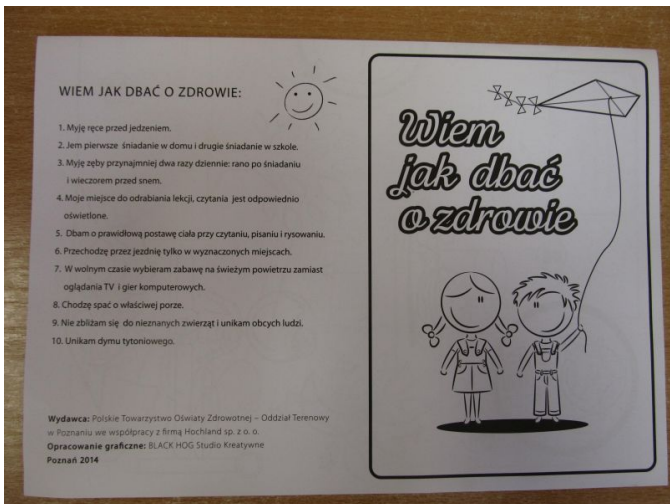 WIEM JAK DBAĆ O ZDROWIE:
1. Myję ręce przed jedzeniem.
2. Jem pierwsze śniadanie w domu i drugie śniadanie w szkole.
3. Myję zęby przynajmniej dwa razy dziennie: rano po śniadaniu
i wieczorem przed snem.
4. Moje miejsce do odrabiania lekcji, czytania jest odpowiednio
oświetlone.
5. Dbam o prawidłową postawę ciała przy czytaniu, pisaniu i rysowaniu.
6. Przechodzę przez jezdnię tylko w wyznaczonych miejscach.
7. W wolnym czasie wybieram zabawę na świeżym powietrzu zamiast
oglądania TV i gier komputerowych.
8. Chodzę spać o właściwej porze.
9. Nie zbliżam się do nieznanych zwierząt i unikam obcych ludzi.
10. Unikam dymu tytoniowego.
Wydawca: Polskie Towarzystwo Oświaty Zdrowotnej – Oddział Terenowy
w Poznaniu we współpracy z firmą Hochland sp. z o. o.
Opracowanie graficzne: BLACK HOG Studio Kreatywne
Poznań 2014
Wiem
jak dbać
o zdrowie